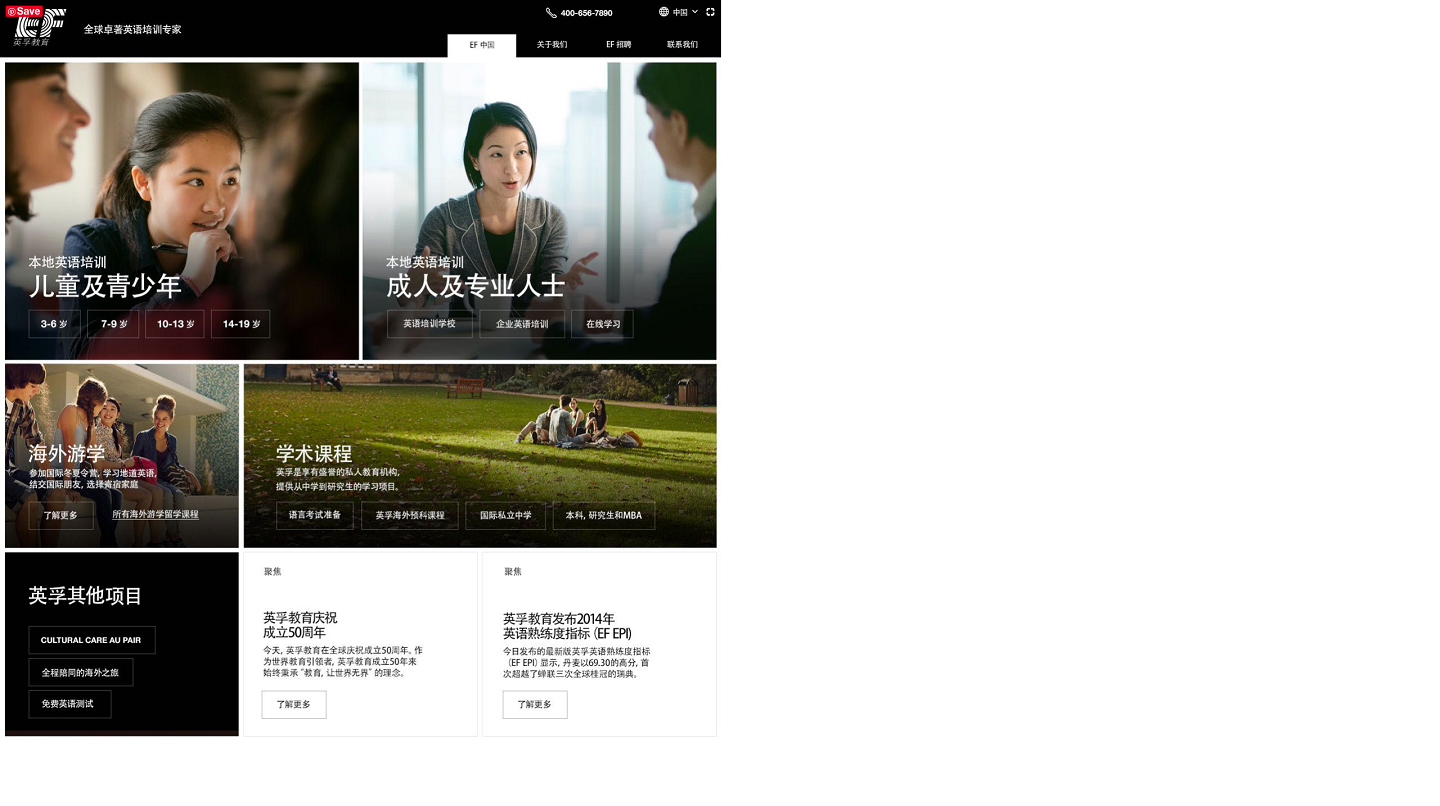 Save
EF
英孚教育
全球卓著英语培训专家
400-656-7890
中国
EF 中国
关于我们
EF 招聘
联系我们
本地英语培训
儿童及青少年
3-6 岁
7-9 岁
10-13 岁
14-19 岁
本地英语培训
成人及专业人士
英语培训学校
企业英语培训
在线学习
海外游学
参加国际冬夏令营, 学习地道英语,
结交国际朋友, 选择寄宿家庭
了解更多
所有海外游学留学课程
学术课程
英孚是享有盛誉的私人教育机构,
提供从中学到研究生的学习项目。
语言考试准备
英孚海外预科课程
国际私立中学
本科, 研究生和MBA
英孚其他项目
CULTURAL CARE AU PAIR
全程陪同的海外之旅
免费英语测试
聚焦
英孚教育庆祝
成立50周年
今天, 英孚教育在全球庆祝成立50周年。作
为世界教育引领者, 英孚教育成立50年来
始终秉承 “教育, 让世界无界” 的理念。
了解更多
聚焦
英孚教育发布2014年
英语熟练度指标 (EF EPI)
今日发布的最新版英孚英语熟练度指标
(EF EPI) 显示, 丹麦以69.30的高分, 首
次超越了蝉联三次全球桂冠的瑞典。
了解更多